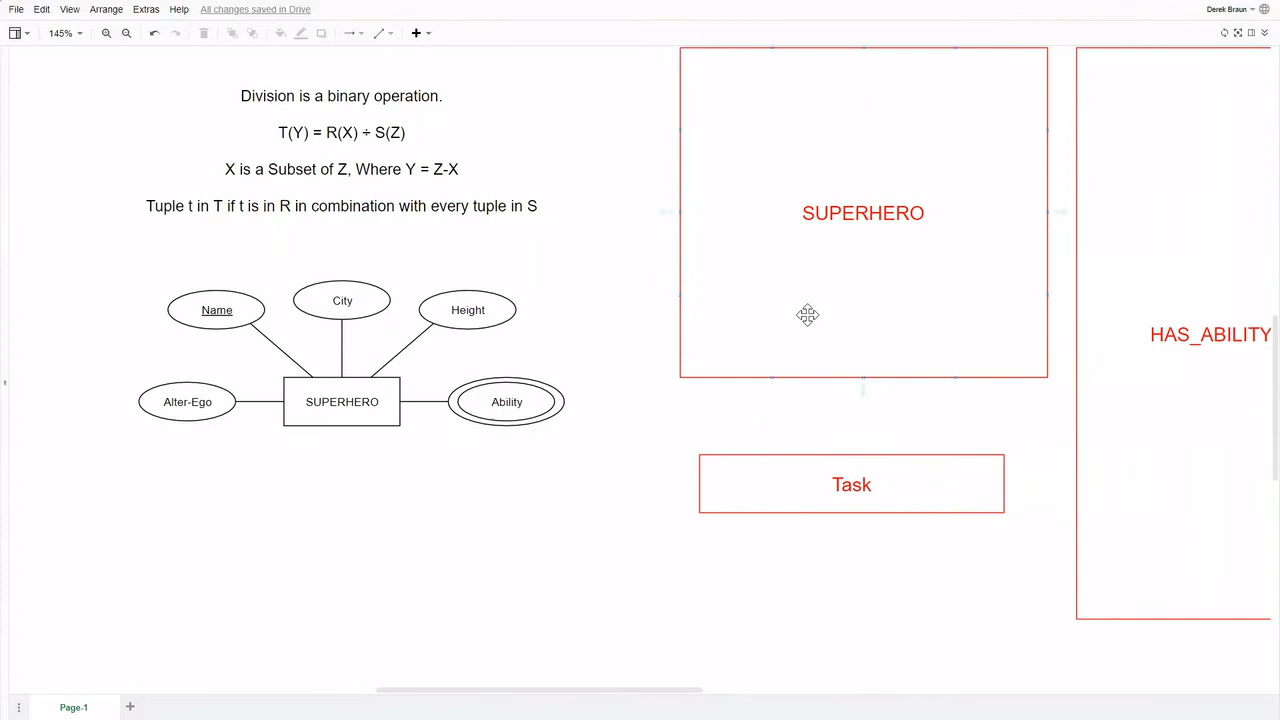 File Edit View Arrange Extras Help All changes saved in Drive Derek Braun
145%
Division is a binary operation.
T(Y) = R(X) ÷ S(Z)
X is a Subset of Z, Where Y = Z-X
Tuple t in T if t is in R in combination with every tuple in S
Name
City
Height
Alter-Ego
SUPERHERO
Ability
SUPERHERO
Task
HAS_ABILITY
Page-1